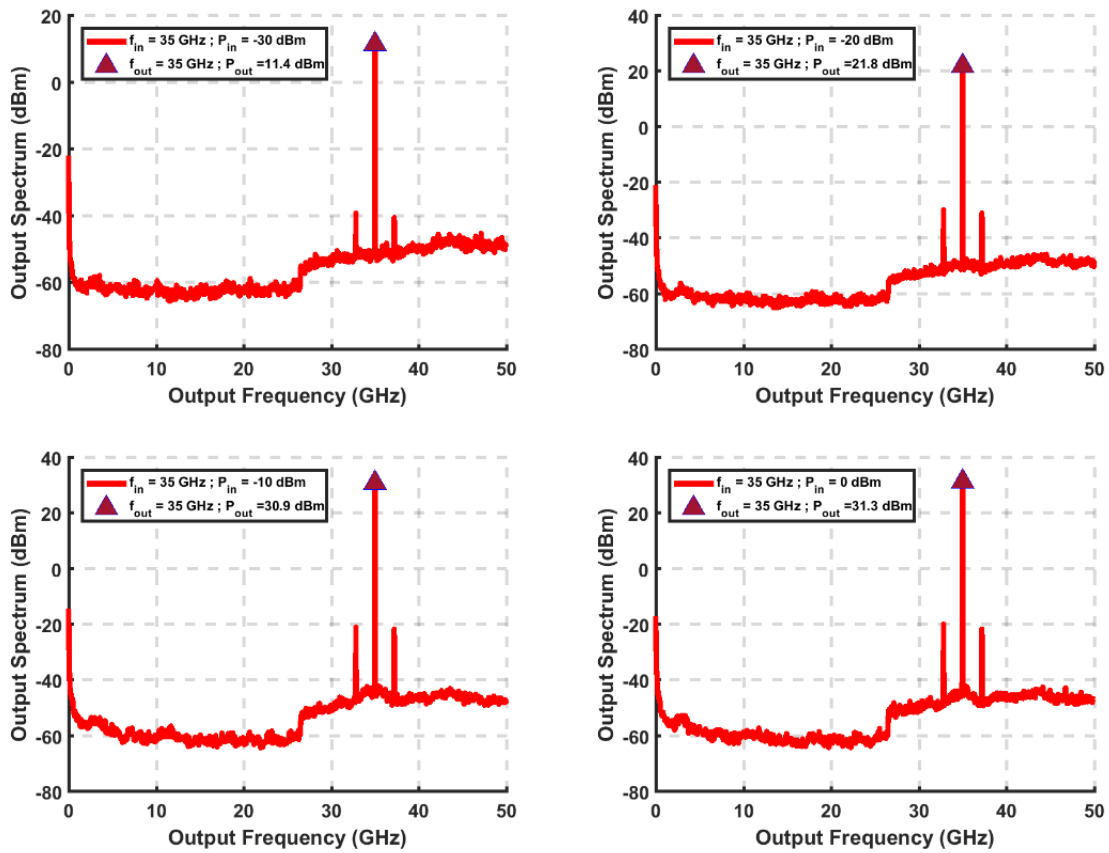 f_in = 35 GHz ; P_in = -30 dBm
f_out = 35 GHz ; P_out =11.4 dBm
20
0
-20
-40
-60
-80
Output Spectrum (dBm)
0 10 20 30 40 50
Output Frequency (GHz)
f_in = 35 GHz ; P_in = -20 dBm
f_out = 35 GHz ; P_out =21.8 dBm
40
20
0
-20
-40
-60
-80
Output Spectrum (dBm)
0 10 20 30 40 50
Output Frequency (GHz)
f_in = 35 GHz ; P_in = -10 dBm
f_out = 35 GHz ; P_out =30.9 dBm
40
20
0
-20
-40
-60
-80
Output Spectrum (dBm)
0 10 20 30 40 50
Output Frequency (GHz)
f_in = 35 GHz ; P_in = 0 dBm
f_out = 35 GHz ; P_out =31.3 dBm
40
20
0
-20
-40
-60
-80
Output Spectrum (dBm)
0 10 20 30 40 50
Output Frequency (GHz)